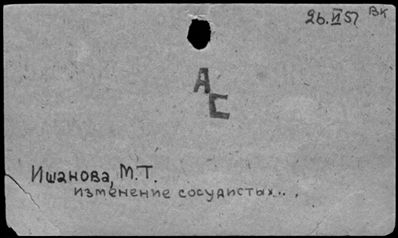 26.VI 57 ВК
АС
Ишанова, М.Т.
изменение сосудистых...